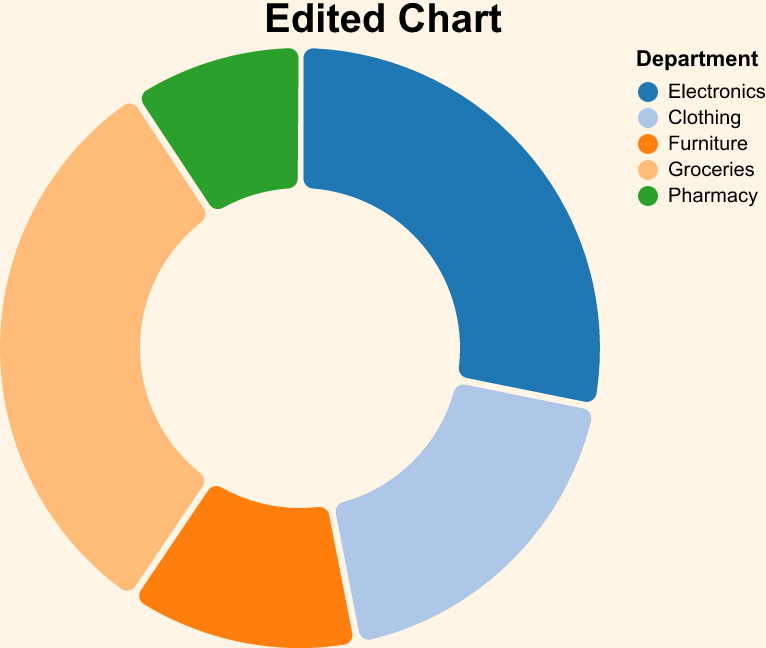 Edited Chart
Department
Electronics
Clothing
Furniture
Groceries
Pharmacy